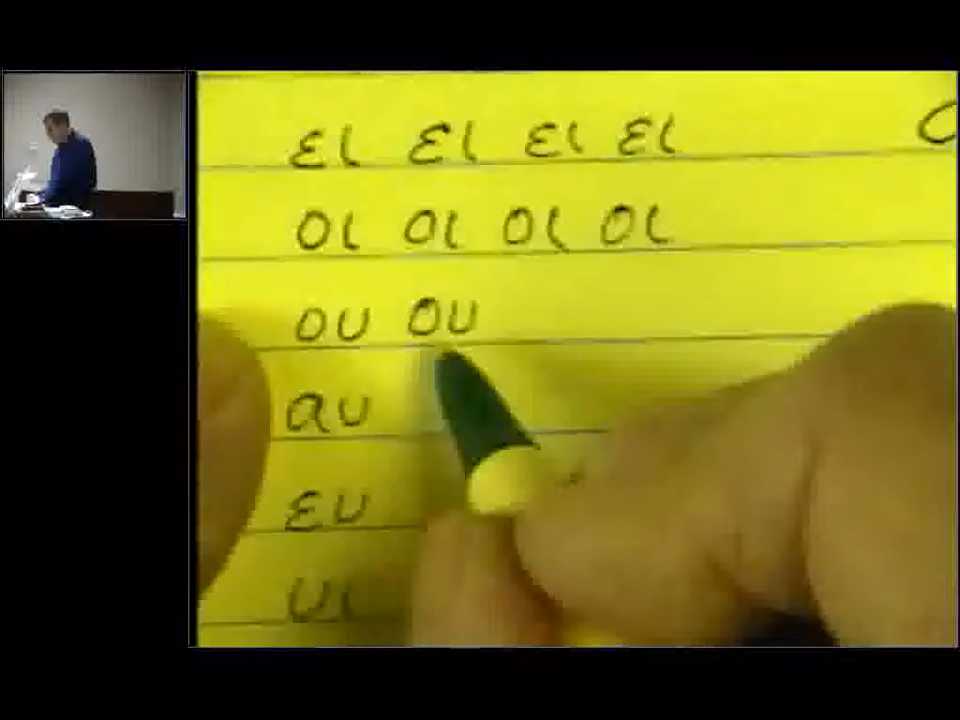 ει ει ει ει
οι οι οι οι
ου ου
αυ
ευ
υι